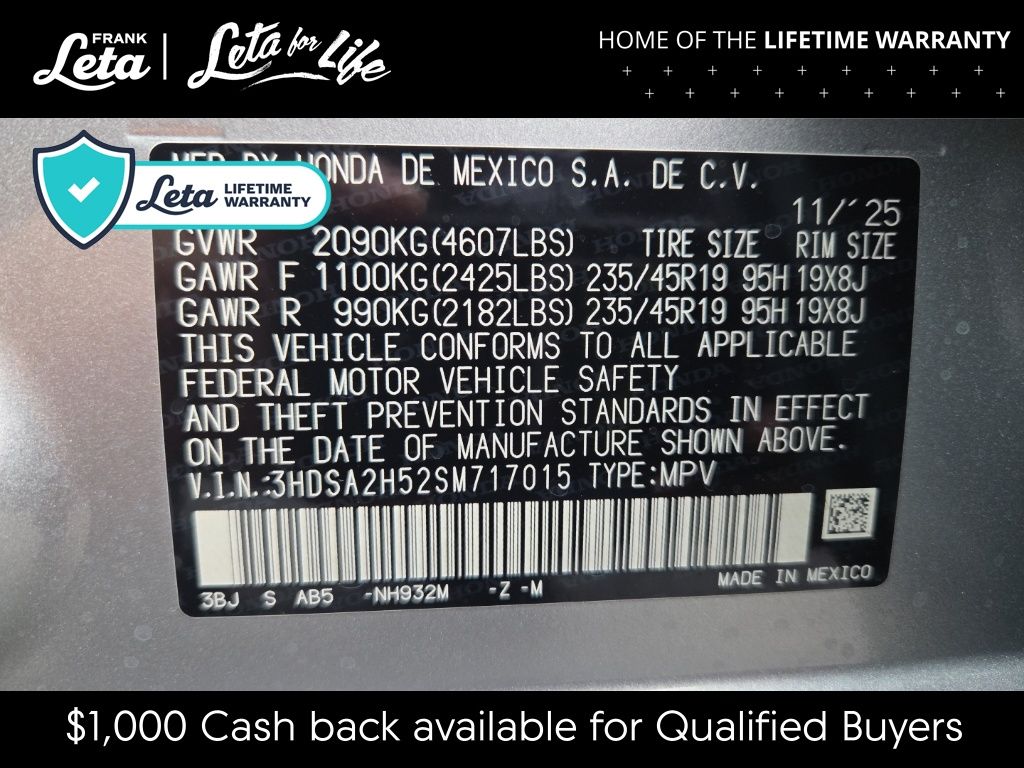 FRANK
Leta
Leta for Life
HOME OF THE LIFETIME WARRANTY
HONDA DE MEXICO S.A. DE C.V.
Leta LIFETIME
WARRANTY
11/´25
GVWR 2090KG(4607LBS) TIRE SIZE RIM SIZE
GAWR F 1100KG(2425LBS) 235/45R19 95H 19X8J
GAWR R 990KG(2182LBS) 235/45R19 95H 19X8J
THIS VEHICLE CONFORMS TO ALL APPLICABLE
FEDERAL MOTOR VEHICLE SAFETY
AND THEFT PREVENTION STANDARDS IN EFFECT
ON THE DATE OF MANUFACTURE SHOWN ABOVE.
V.I.N.:3HDSA2H52SM717015 TYPE:MPV
MADE IN MEXICO
3BJ S AB5 -NH932M -Z -M
$1,000 Cash back available for Qualified Buyers